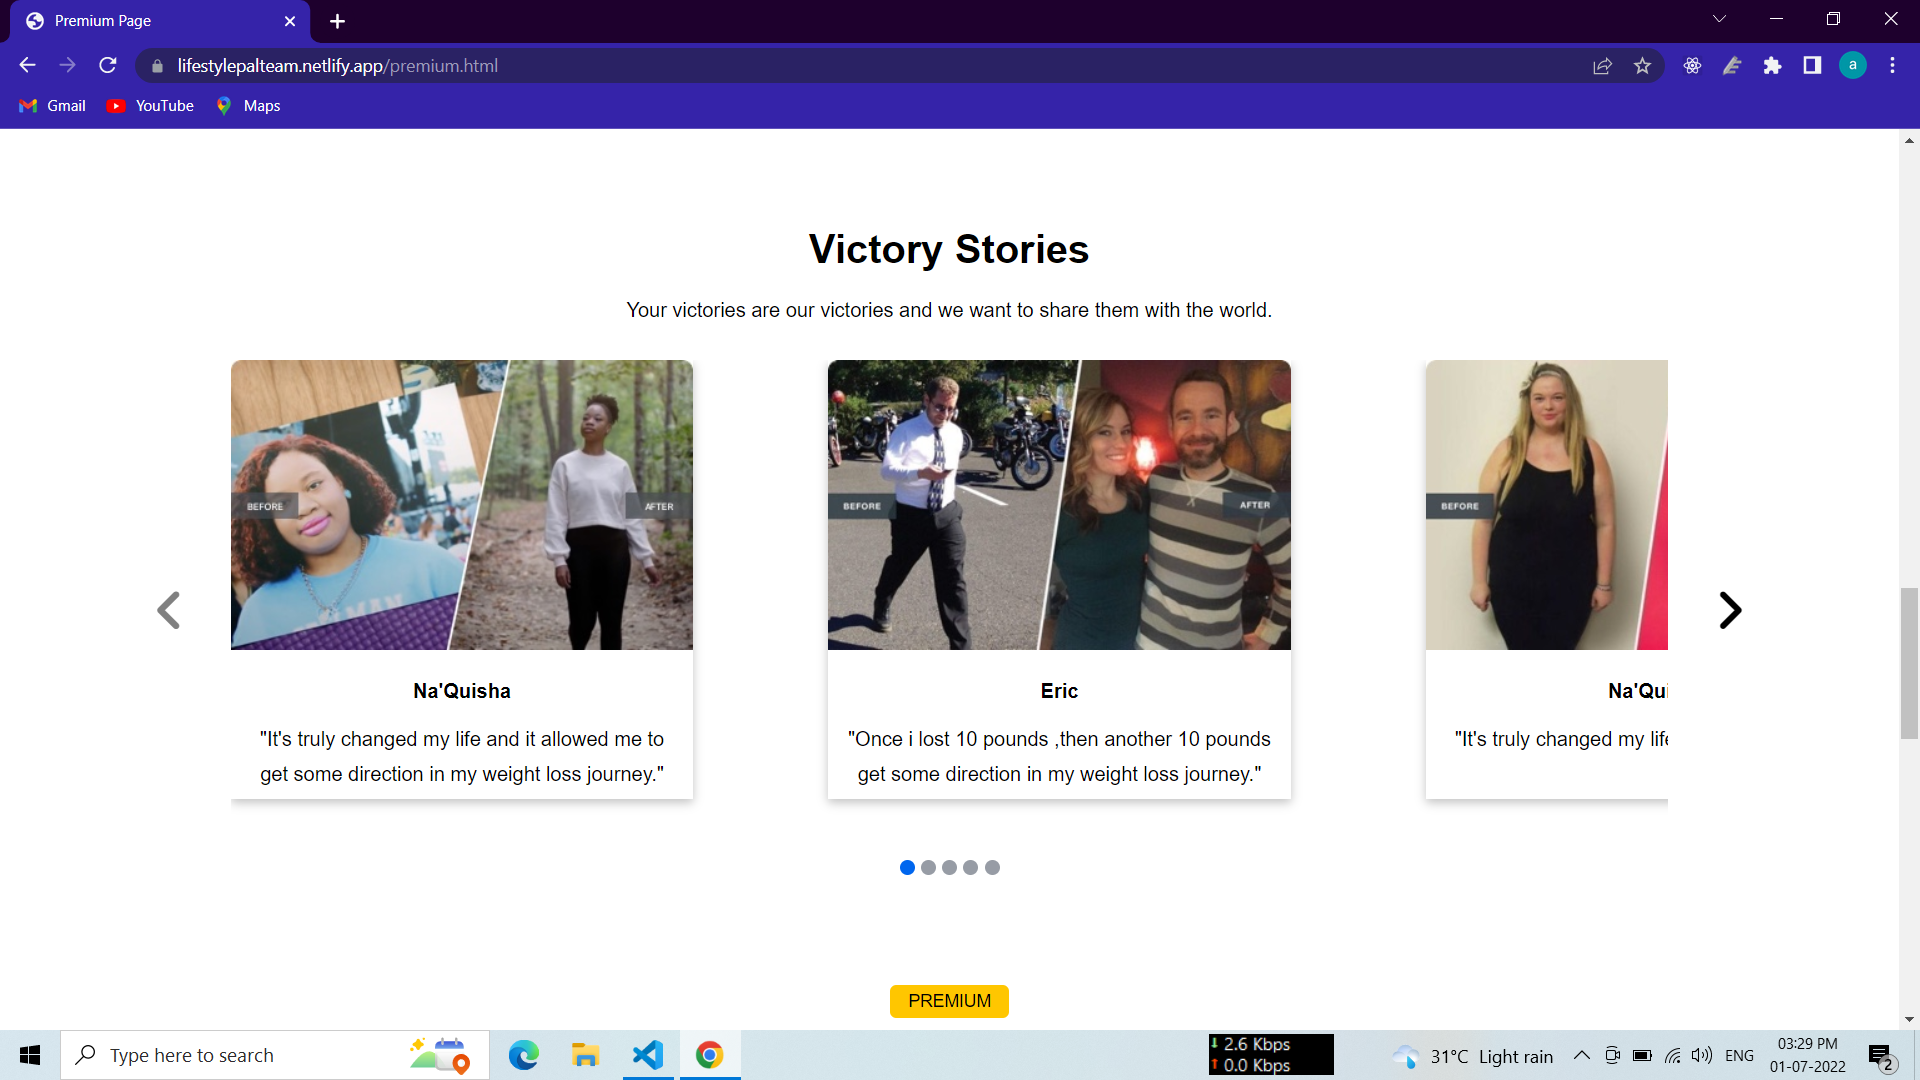 Premium Page
lifestylepalteam.netlify.app/premium.html
a
Gmail
YouTube
Maps
Victory Stories
Your victories are our victories and we want to share them with the world.
BEFORE
AFTER
BEFORE
AFTER
BEFORE
Na'Quisha
Eric
Na'Qui
"It's truly changed my life and it allowed me to
get some direction in my weight loss journey."
"Once i lost 10 pounds ,then another 10 pounds
get some direction in my weight loss journey."
"It's truly changed my life
PREMIUM
Type here to search
2.6 Kbps
0.0 Kbps
31°C Light rain
ENG
03:29 PM
01-07-2022
2